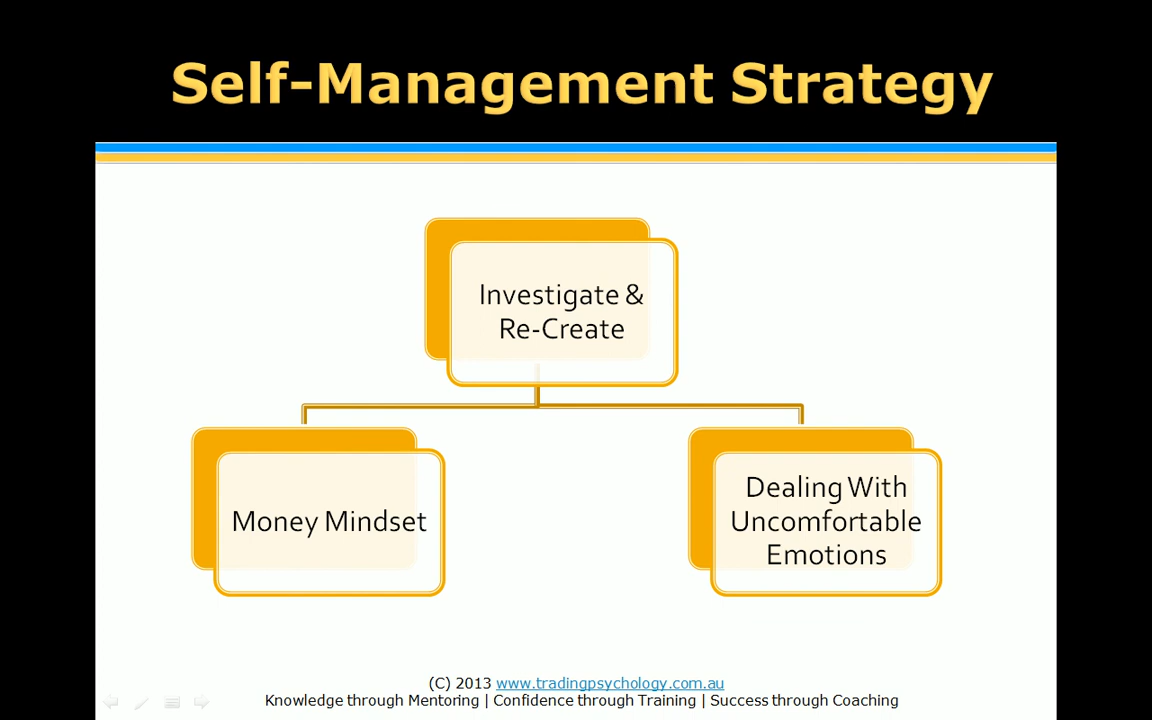 Self-Management Strategy
Investigate &
Re-Create
Money Mindset
Dealing With
Uncomfortable
Emotions
(C) 2013 www.tradingpsychology.com.au
Knowledge through Mentoring | Confidence through Training | Success through Coaching